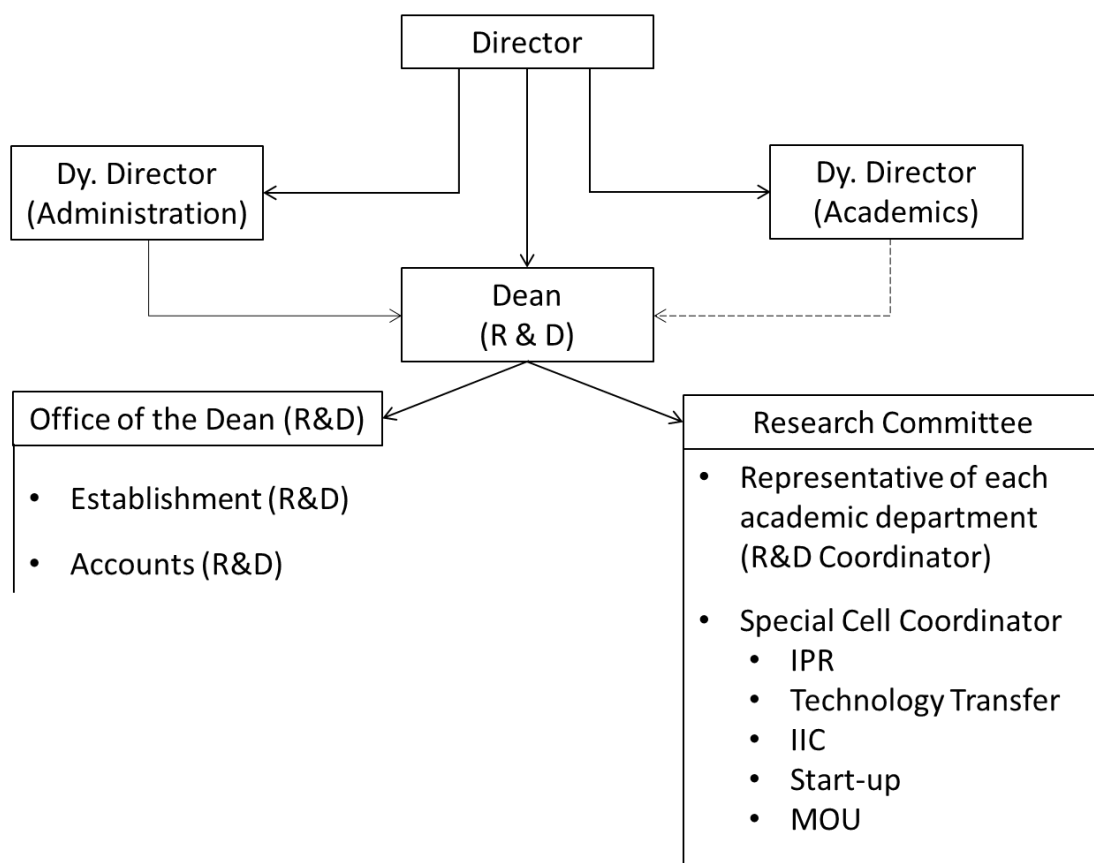 Director
Dy. Director
(Administration)
Dy. Director
(Academics)
Dean
(R & D)
Office of the Dean (R&D)
• Establishment (R&D)
• Accounts (R&D)
Research Committee
• Representative of each
academic department
(R&D Coordinator)
• Special Cell Coordinator
• IPR
• Technology Transfer
• IIC
• Start-up
• MOU